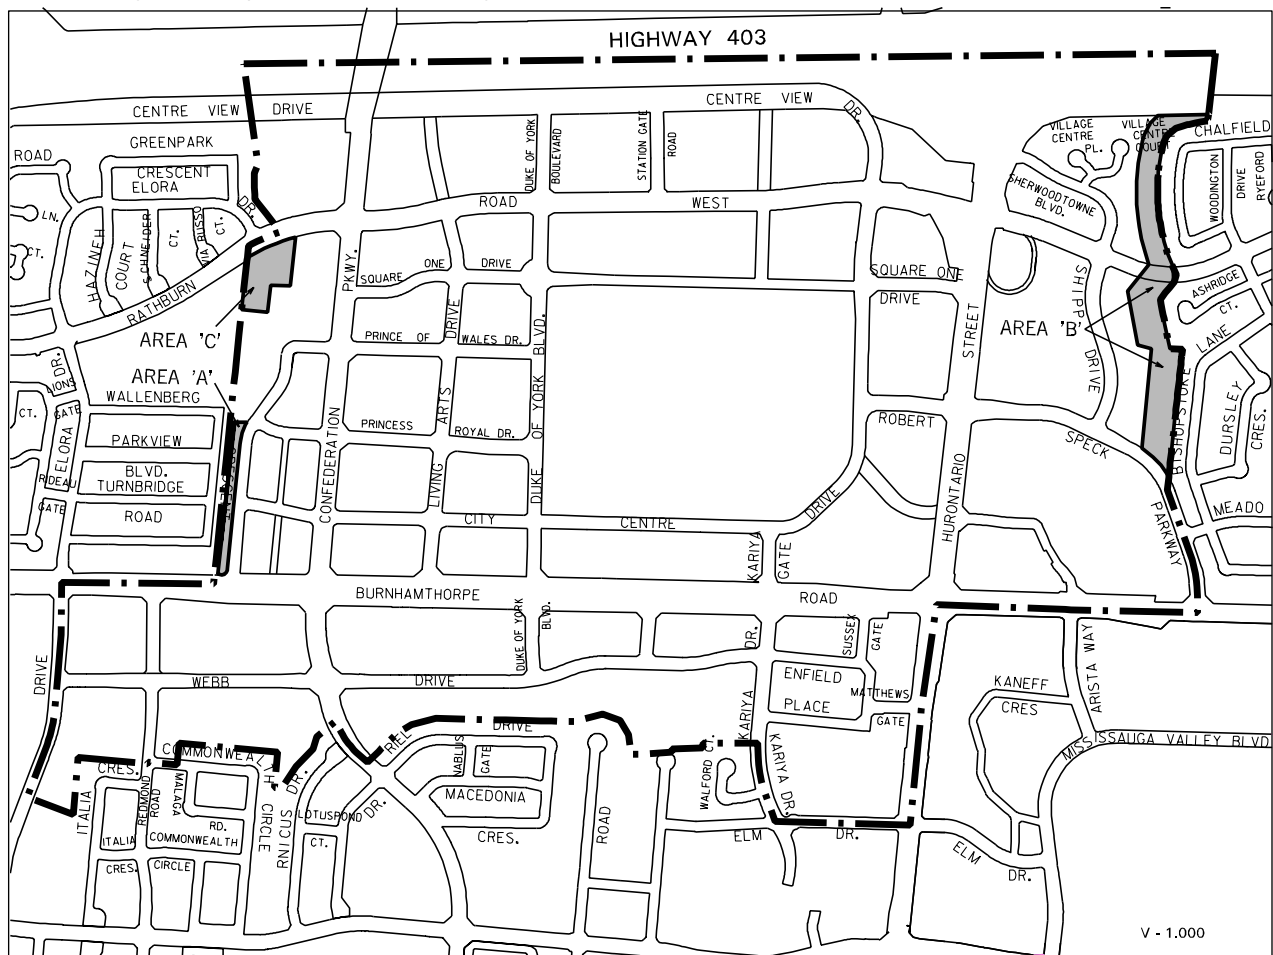 HIGHWAY 403
CENTRE VIEW DRIVE
CENTRE VIEW
DR.
GREENPARK
ROAD
CRESCENT
ELORA
DR.
LN.
CT.
HAZINEH
COURT
SCHNEIDER
CT.
VIA RUSSO
CT.
RATHBURN
ROAD
WEST
DUKE OF YORK
BOULEVARD
STATION GATE
ROAD
VILLAGE
CENTRE
PL.
VILLAGE
CENTRE
COURT
CHALFIELD
WOODINGTON
DRIVE
RYEFORD
SHERWOODTOWNE
BLVD.
PKWY.
SQUARE ONE DRIVE
SQUARE ONE
DRIVE
SHIPP
DRIVE
ASHRIDGE
CT.
LANE
AREA 'C'
AREA 'A'
AREA 'B'
PRINCE OF
WALES DR.
DRIVE
ARTS
LIVING
DUKE OF YORK BLVD.
STREET
HURONTARIO
DR.
LIONS
GATE
CT.
WALLENBERG
PARKVIEW
BLVD.
TURNBRIDGE
ROAD
ELORA
RIDEAU
GATE
CRESCENT
CONFEDERATION
PRINCESS
ROYAL DR.
ROBERT
SPECK
PARKWAY
BISHOPSTOKE
DURSLEY
CRES.
MEADO
CITY
CENTRE
DRIVE
KARIYA
GATE
BURNHAMTHORPE
ROAD
DUKE OF YORK
BLVD.
DR.
KARIYA
SUSSEX
GATE
ENFIELD
PLACE
MATTHEWS
GATE
DRIVE
WEBB
DRIVE
KANEFF
CRES
ARISTA WAY
MISSISSAUGA VALLEY BLVD.
RIEL
DRIVE
COMMONWEALTH
CIRCLE
CRES.
ITALIA
REDMOND
ROAD
MALAGA
RD.
COMMONWEALTH
CIRCLE
ITALIA
CRES.
SUCINR
DR.
LOTUSPOND
CT.
DR.
NABLUS
GATE
MACEDONIA
CRES.
ROAD
WALFORD CT.
KARIYA DR.
ELM
DR.
ELM
DR.
V - 1.000